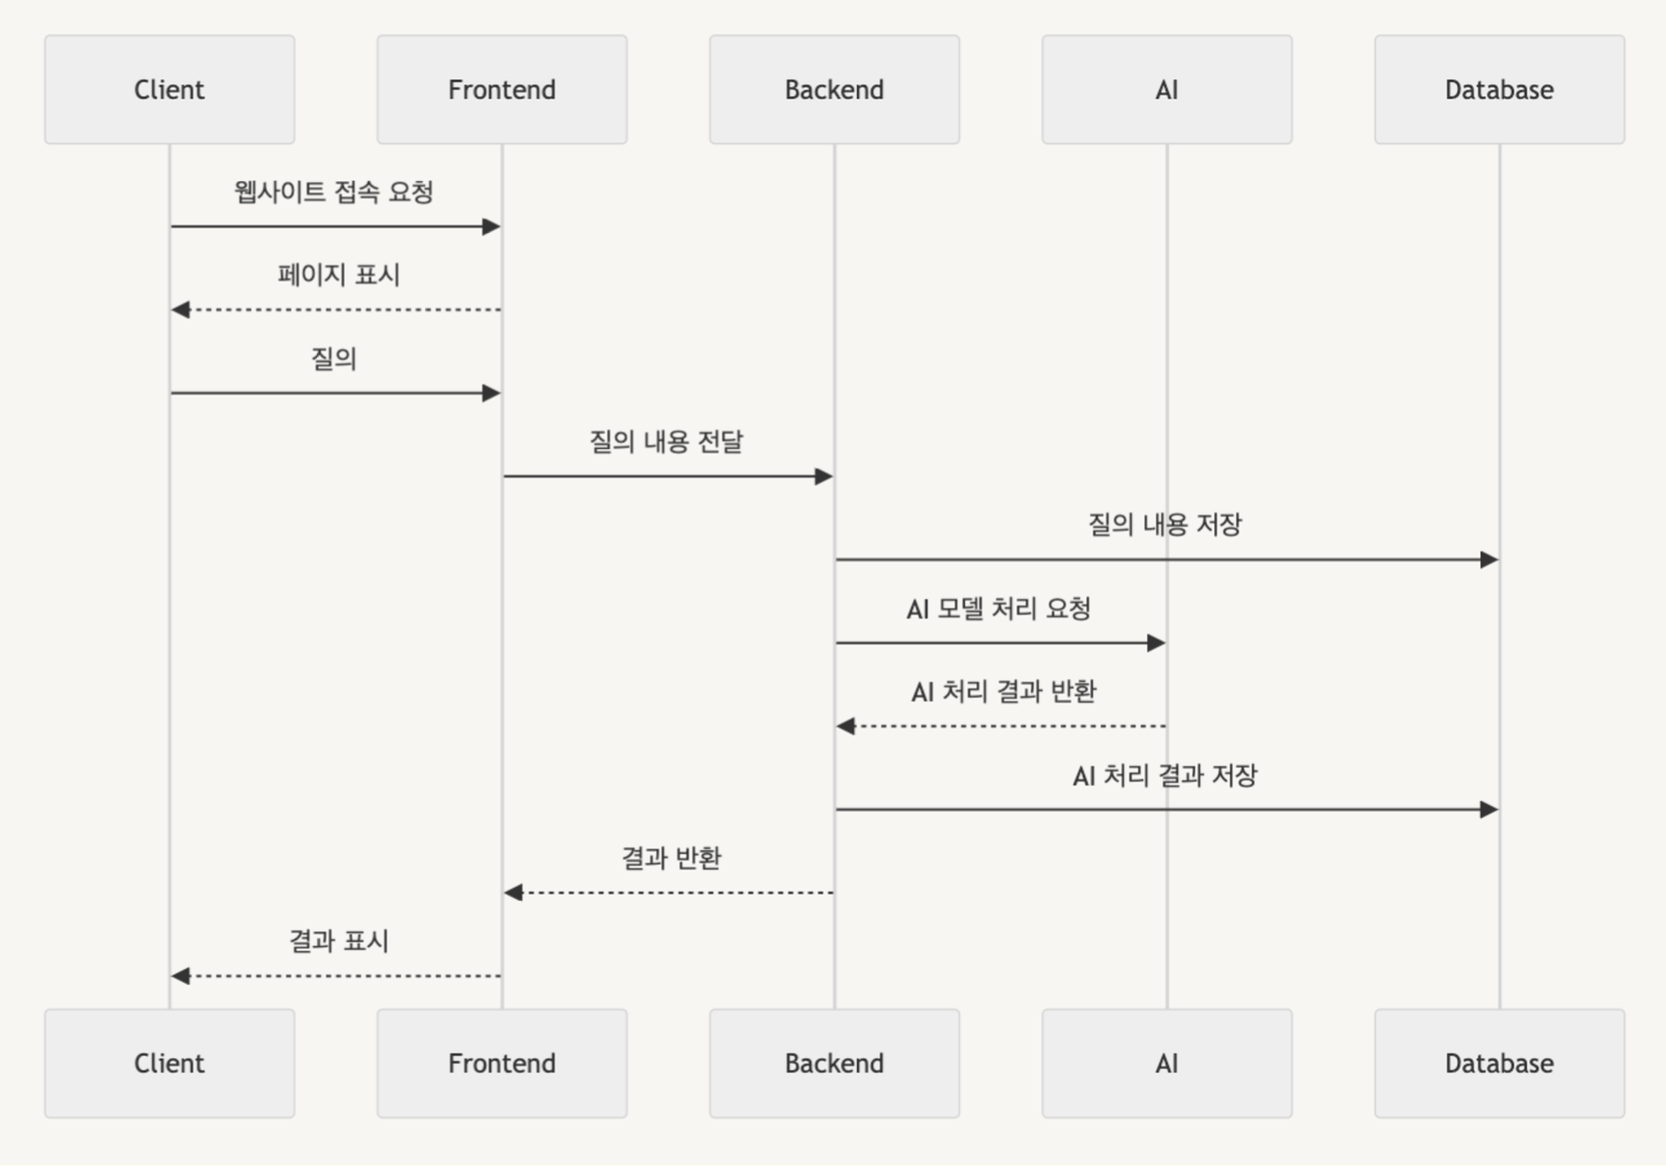 Client
Frontend
Backend
AI
Database
웹사이트 접속 요청
페이지 표시
질의
질의 내용 전달
질의 내용 저장
AI 모델 처리 요청
AI 처리 결과 반환
AI 처리 결과 저장
결과 반환
결과 표시
Client
Frontend
Backend
AI
Database